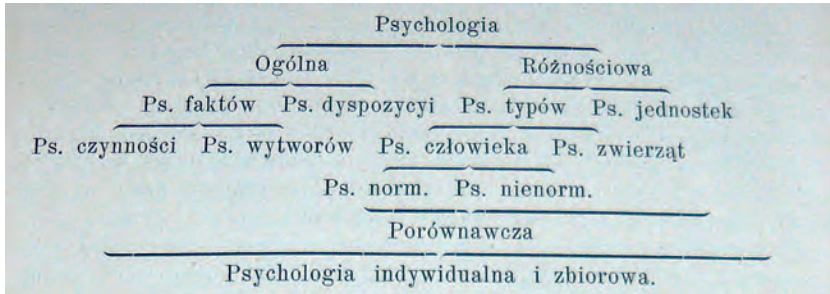 Psychologia
Ogólna Różnościowa
Ps. faktów Ps. dyspozycyi Ps. typów Ps. jednostek
Ps. czynności Ps. wytworów Ps. człowieka Ps. zwierząt
Ps. norm. Ps. nienorm.
Porównawcza
Psychologia indywidualna i zbiorowa.